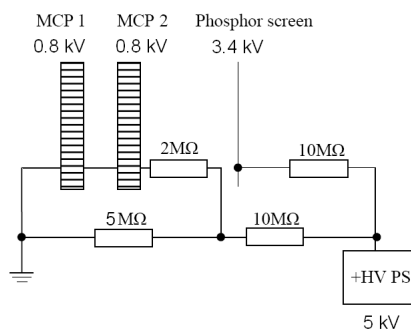 MCP 1 MCP 2 Phosphor screen
0.8 kV 0.8 kV 3.4 kV
2MΩ 10MΩ
5MΩ 10MΩ
+HV PS
5 kV